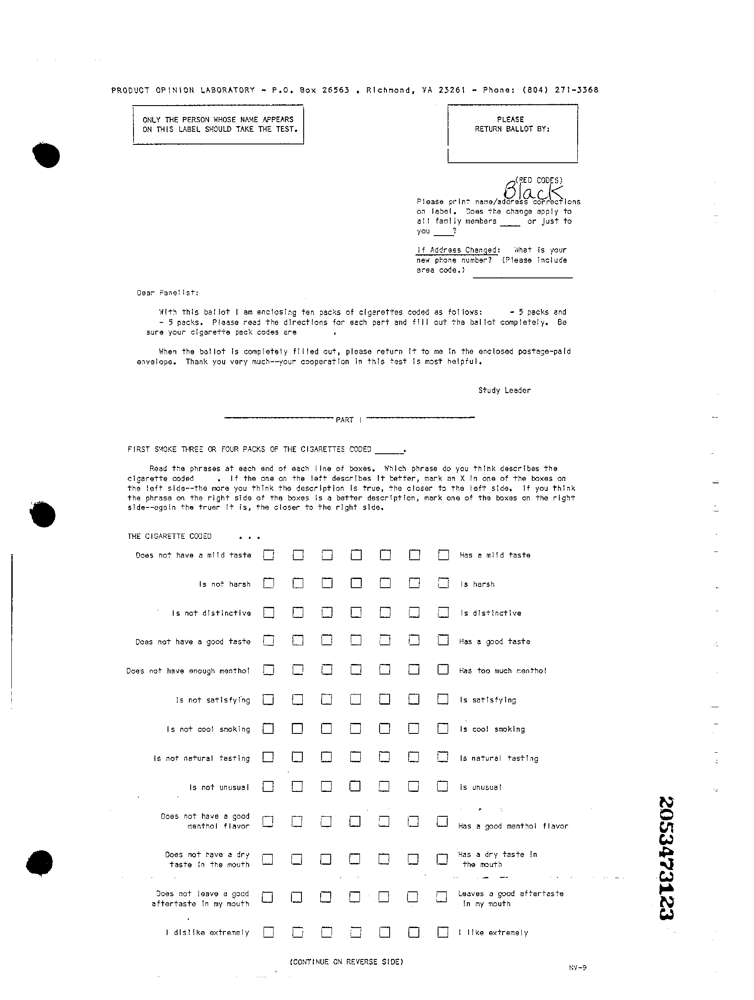 PRODUCT OPINION LABORATORY - P.O. Box 26563 . Richmond, VA 23261 - Phone: (804) 271-3368
ONLY THE PERSON WHOSE NAME APPEARS
ON THIS LABEL SHOULD TAKE THE TEST.
PLEASE
RETURN BALLOT BY:
(RED CODES)
Black
Please print name/address corrections
on label. Does the change apply to
all family members ____ or just to
you ____?
If Address Changed: What is your
new phone number? (Please include
area code.)
Dear Panelist:
With this ballot I am enclosing ten packs of cigarettes coded as follows: - 5 packs and
- 5 packs. Please read the directions for each part and fill out the ballot completely. Be
sure your cigarette pack codes are .
When the ballot is completely filled out, please return it to me in the enclosed postage-paid
envelope. Thank you very much--your cooperation in this test is most helpful.
Study Leader
PART I
FIRST SMOKE THREE OR FOUR PACKS OF THE CIGARETTES CODED ______.
Read the phrases at each end of each line of boxes. Which phrase do you think describes the
cigarette coded . If the one on the left describes it better, mark an X in one of the boxes on
the left side--the more you think the description is true, the closer to the left side. If you think
the phrase on the right side of the boxes is a better description, mark one of the boxes on the right
side--again the truer it is, the closer to the right side.
THE CIGARETTE CODED . . .
Does not have a mild taste Has a mild taste
Is not harsh Is harsh
Is not distinctive Is distinctive
Does not have a good taste Has a good taste
Does not have enough menthol Has too much menthol
Is not satisfying Is satisfying
Is not cool smoking Is cool smoking
Is not natural tasting Is natural tasting
Is not unusual Is unusual
Does not have a good
menthol flavor Has a good menthol flavor
Does not have a dry Has a dry taste in
taste in the mouth the mouth
Does not leave a good Leaves a good aftertaste
aftertaste in my mouth in my mouth
I dislike extremely I like extremely
(CONTINUE ON REVERSE SIDE)
NV-9
2053473123